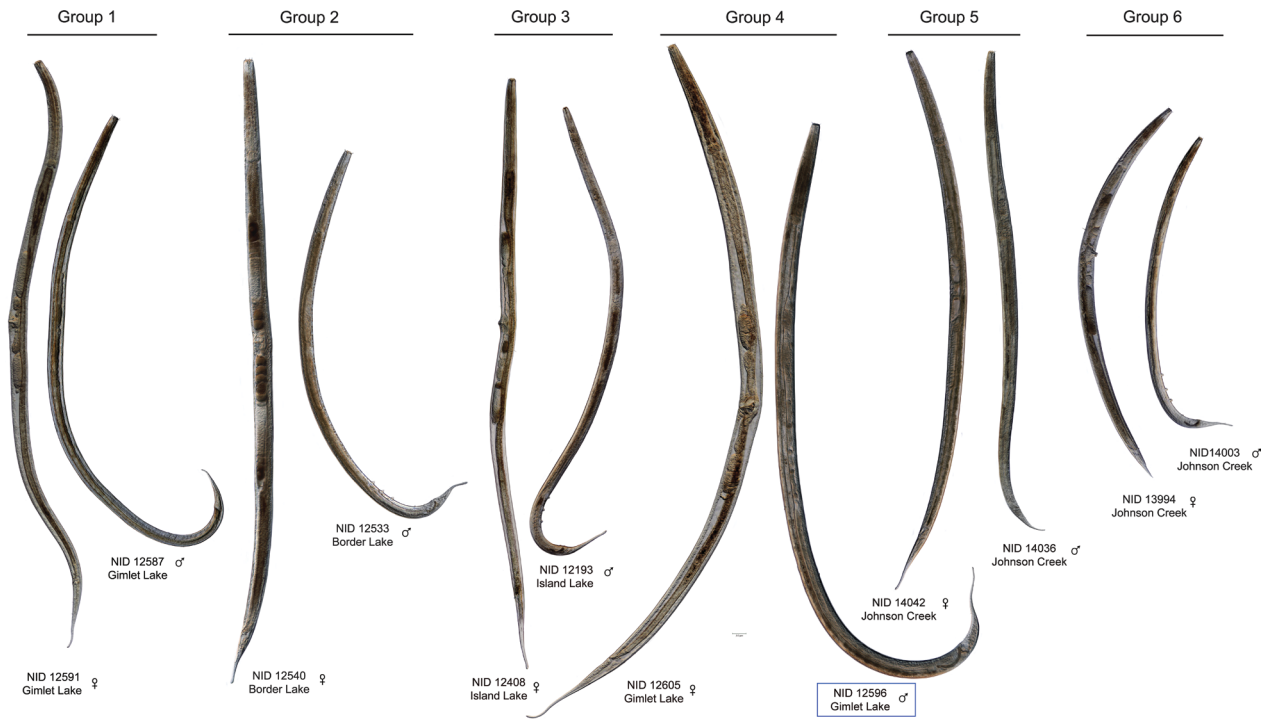 Group 1
Group 2
Group 3
Group 4
Group 5
Group 6
NID 12587 ♂
Gimlet Lake
NID 12591
Gimlet Lake ♀
NID 12533
Border Lake ♂
NID 12540 ♀
Border Lake
NID 12193 ♂
Island Lake
NID 12408
Island Lake ♀
NID 12605
Gimlet Lake ♀
NID 12596 ♂
Gimlet Lake
NID 14042 ♀
Johnson Creek
NID 14036 ♂
Johnson Creek
NID 13994
Johnson Creek ♀
NID14003 ♂
Johnson Creek